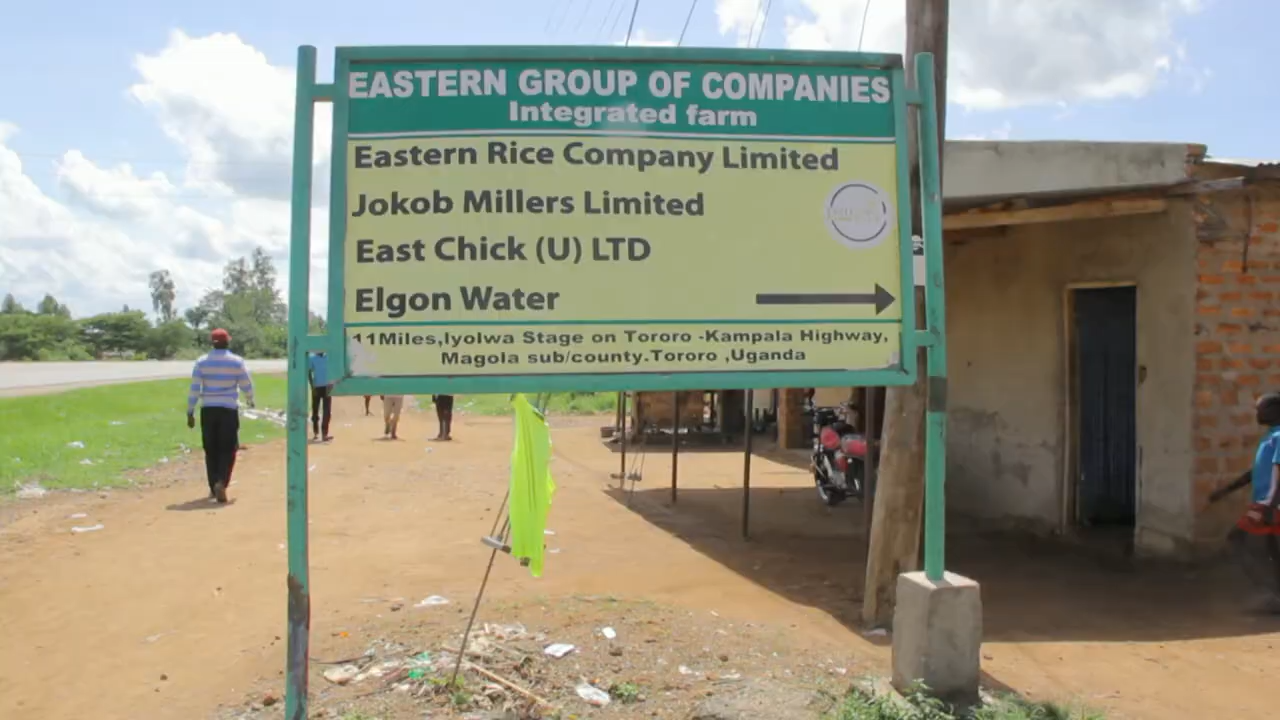 EASTERN GROUP OF COMPANIES
Integrated farm
Eastern Rice Company Limited
Jokob Millers Limited
East Chick (U) LTD
Elgon Water
11Miles,Iyolwa Stage on Tororo -Kampala Highway,
Magola sub/county.Tororo ,Uganda